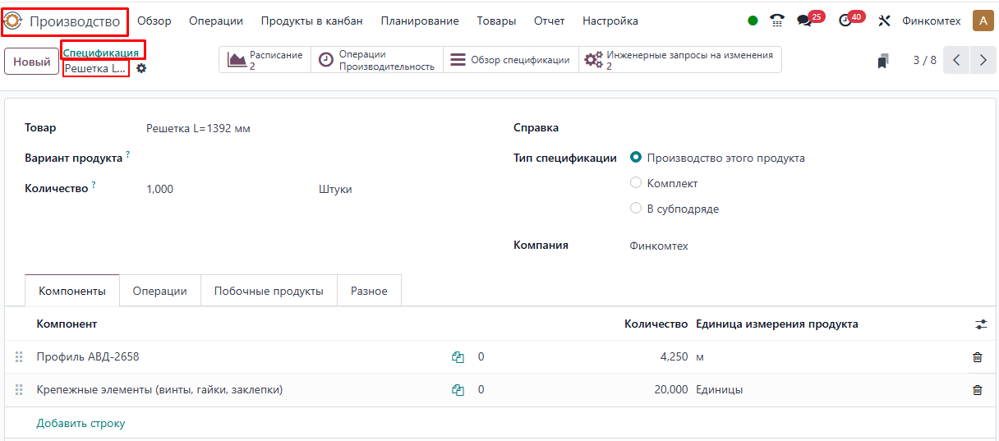 Производство Обзор Операции Продукты в канбан Планирование Товары Отчет Настройка 25 40 Финкомтех A
Новый Спецификация
Решетка L...
Расписание
2
Операции
Производительность
Обзор спецификации
Инженерные запросы на изменения
2
3 / 8
Товар Решетка L=1392 мм
Вариант продукта ?
Количество ? 1,000 Штуки
Справка
Тип спецификации Производство этого продукта
Комплект
В субподряде
Компания Финкомтех
Компоненты Операции Побочные продукты Разное
Компонент Количество Единица измерения продукта
Профиль АВД-2658 0 4,250 м
Крепежные элементы (винты, гайки, заклепки) 0 20,000 Единицы
Добавить строку